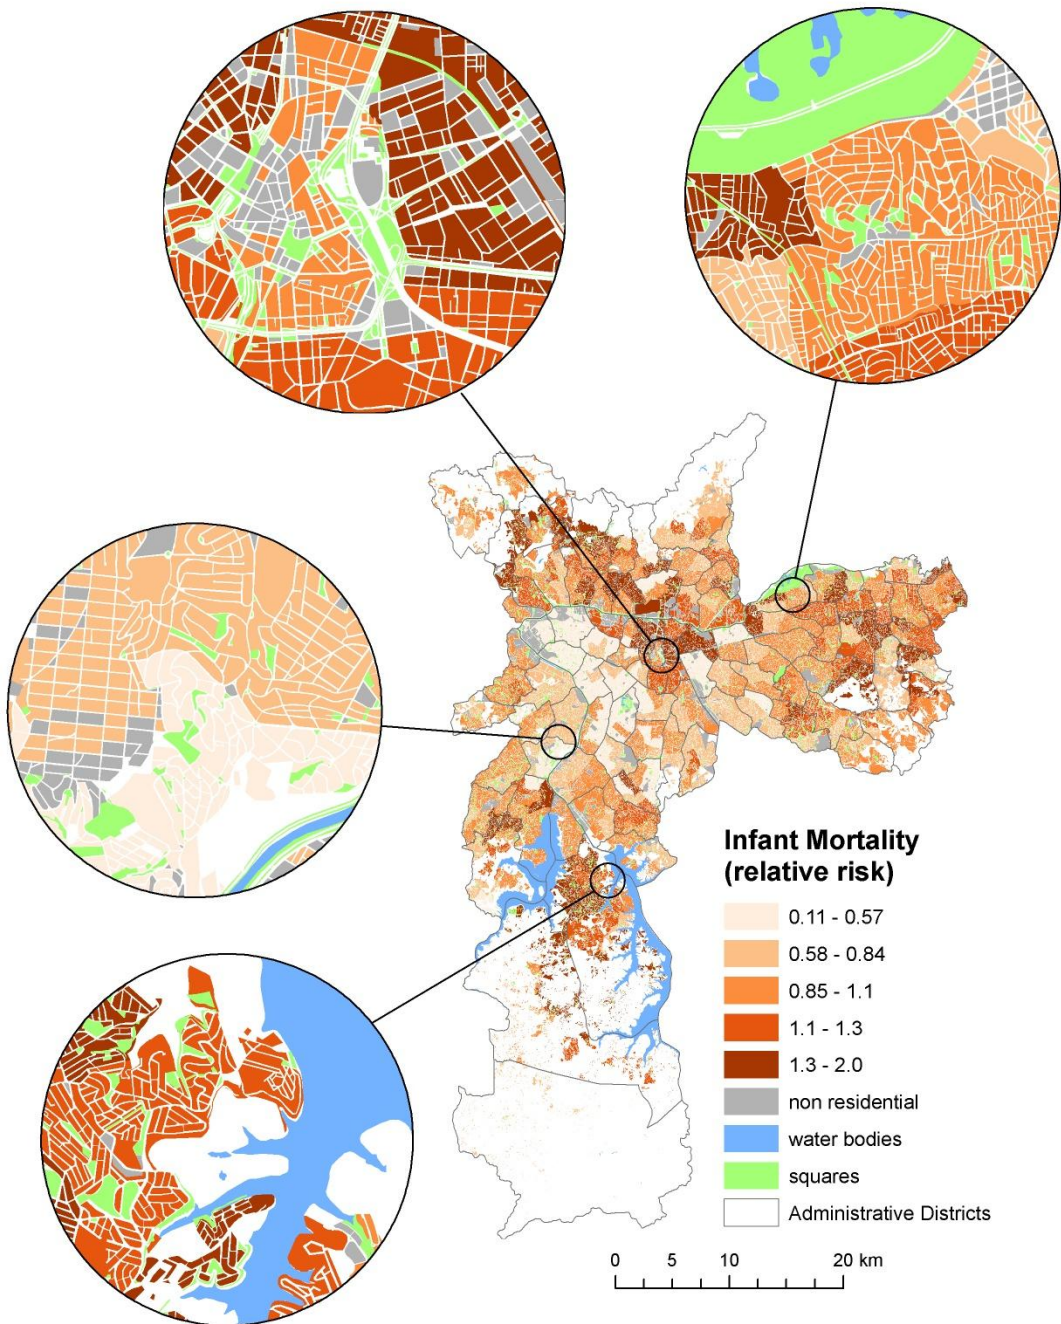 Infant Mortality
(relative risk)
0.11 - 0.57
0.58 - 0.84
0.85 - 1.1
1.1 - 1.3
1.3 - 2.0
non residential
water bodies
squares
Administrative Districts
0 5 10 20 km